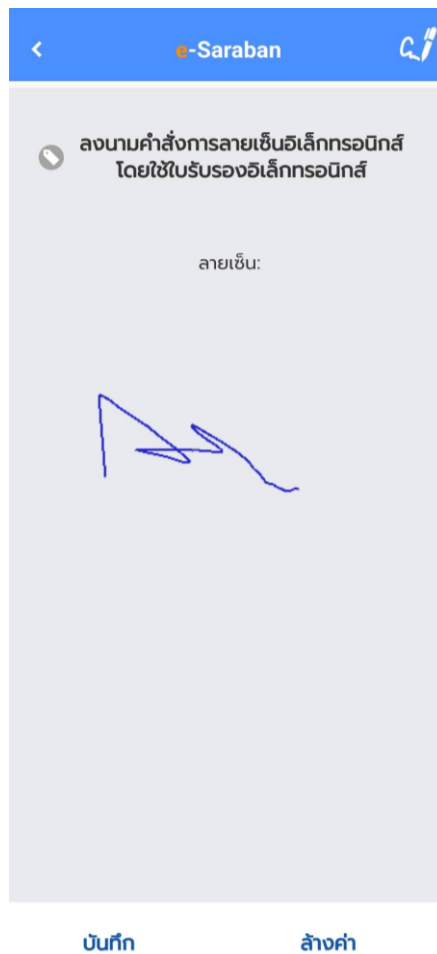 e-Saraban
ลงนามคำสั่งการลายเซ็นอิเล็กทรอนิกส์
โดยใช้ใบรับรองอิเล็กทรอนิกส์
ลายเซ็น:
บันทึก ล้างค่า